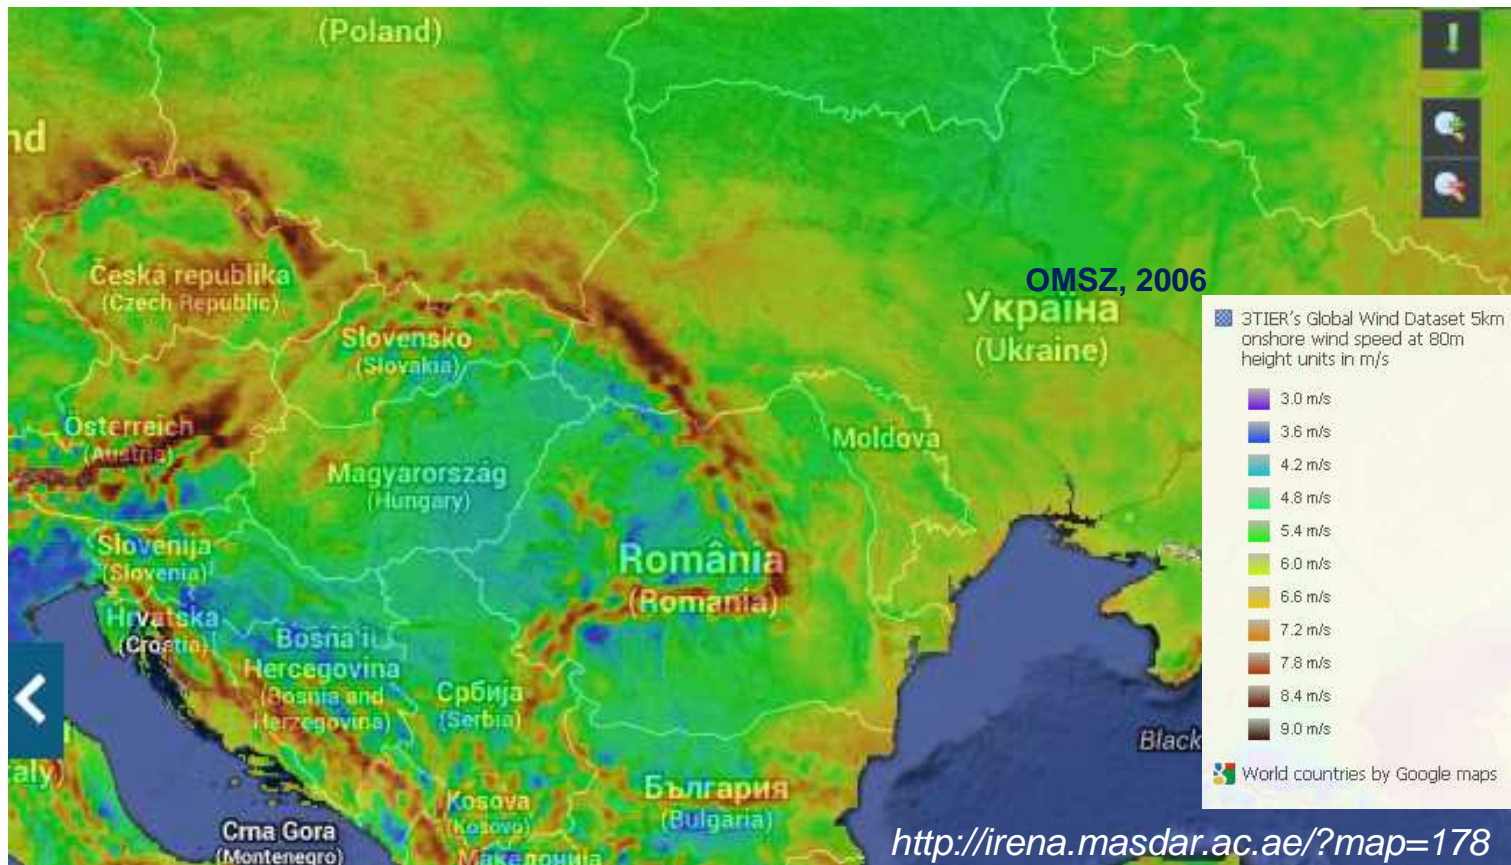 (Poland)
nd
Česká republika
(Czech Republic)
OMSZ, 2006
Україна
(Ukraine)
Slovensko
(Slovakia)
Österreich
(Austria)
Moldova
Magyarország
(Hungary)
Slovenija
(Slovenia)
România
(Romania)
Hrvatska
(Croatia)
Bosna i
Hercegovina
(Bosnia and
Herzegovina)
Србија
(Serbia)
Black
aly)
Kosova
(Kosovo)
България
(Bulgaria)
Crna Gora
(Montenegro)
Македонија
3TIER's Global Wind Dataset 5km
onshore wind speed at 80m
height units in m/s
3.0 m/s
3.6 m/s
4.2 m/s
4.8 m/s
5.4 m/s
6.0 m/s
6.6 m/s
7.2 m/s
7.8 m/s
8.4 m/s
9.0 m/s
World countries by Google maps
http://irena.masdar.ac.ae/?map=178